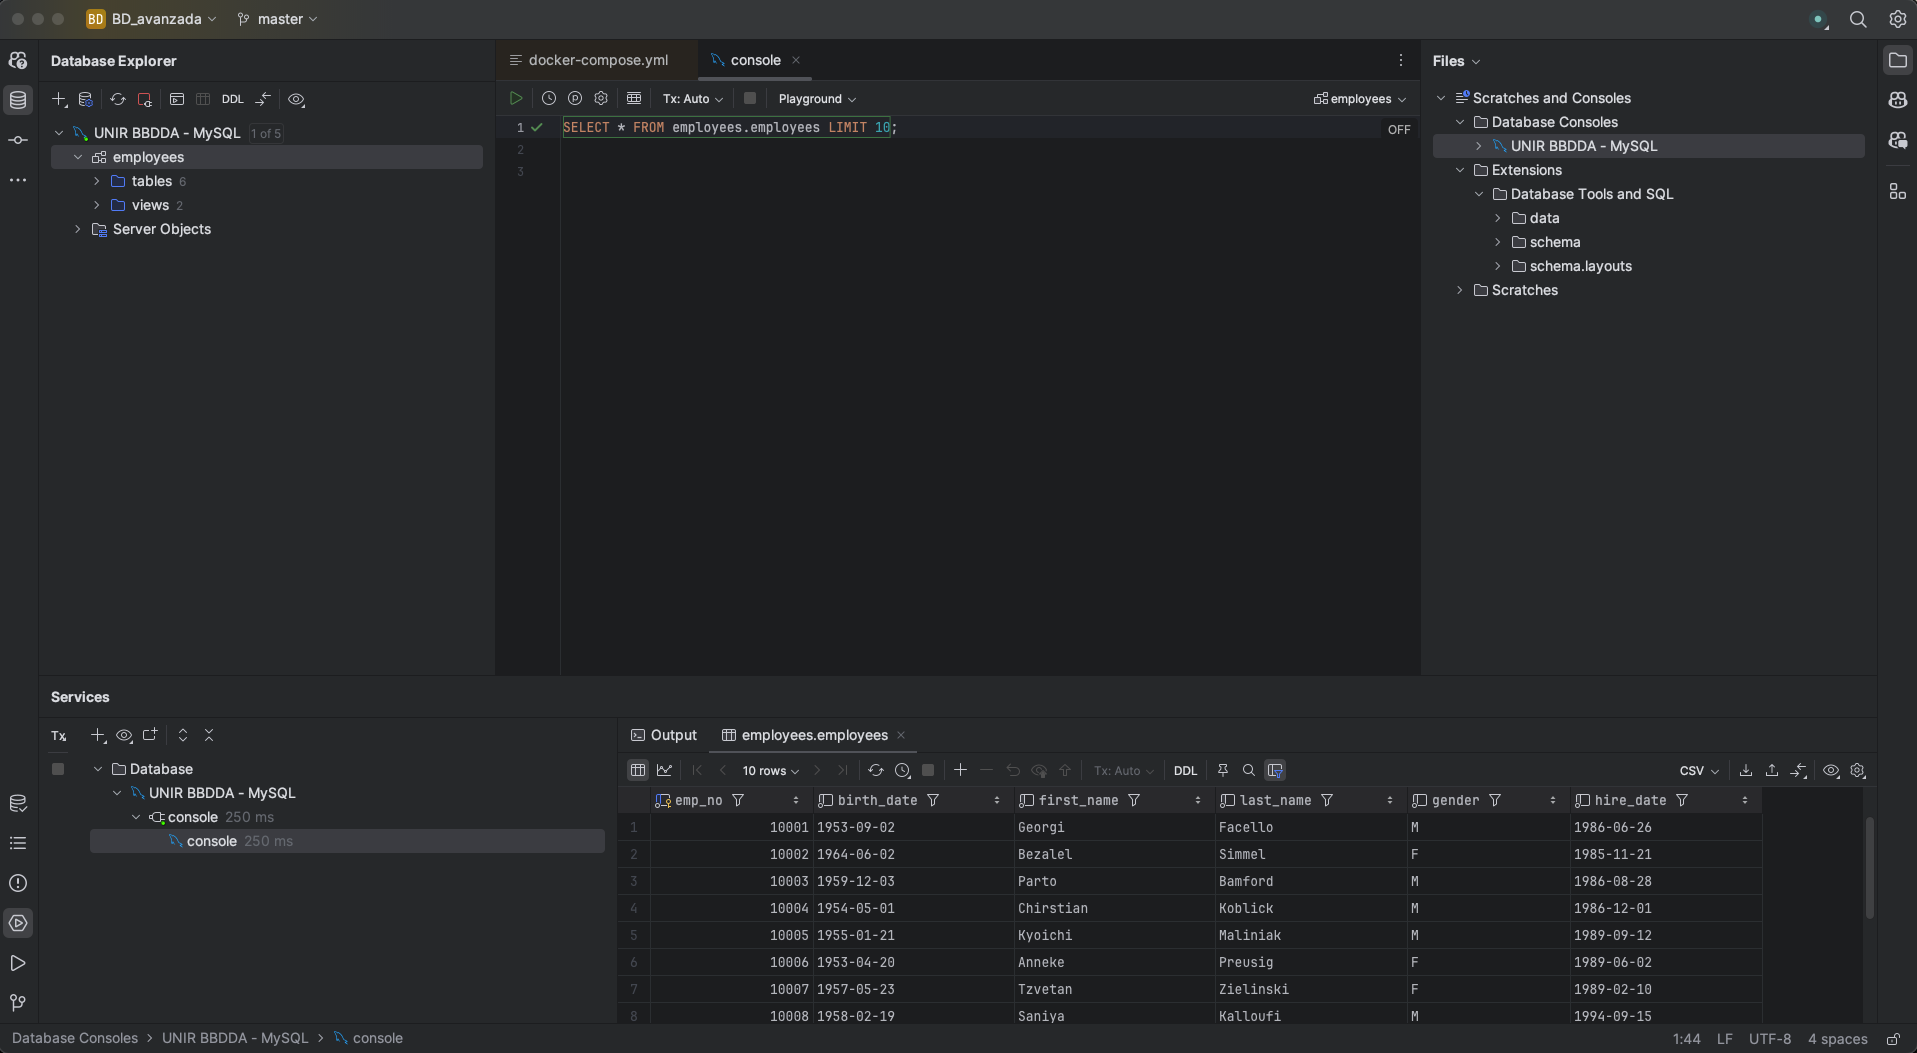 BD BD_avanzada master
Database Explorer
DDL
UNIR BBDDA - MySQL 1 of 5
employees
tables 6
views 2
Server Objects
docker-compose.yml console
Tx: Auto Playground employees
1 SELECT * FROM employees.employees LIMIT 10;
OFF
2
3
Files
Scratches and Consoles
Database Consoles
UNIR BBDDA - MySQL
Extensions
Database Tools and SQL
data
schema
schema.layouts
Scratches
Services
Tx
Database
UNIR BBDDA - MySQL
console 250 ms
console 250 ms
Output employees.employees
10 rows Tx: Auto DDL CSV
emp_no birth_date first_name last_name gender hire_date
1 10001 1953-09-02 Georgi Facello M 1986-06-26
2 10002 1964-06-02 Bezalel Simmel F 1985-11-21
3 10003 1959-12-03 Parto Bamford M 1986-08-28
4 10004 1954-05-01 Chirstian Koblick M 1986-12-01
5 10005 1955-01-21 Kyoichi Maliniak M 1989-09-12
6 10006 1953-04-20 Anneke Preusig F 1989-06-02
7 10007 1957-05-23 Tzvetan Zielinski F 1989-02-10
8 10008 1958-02-19 Saniya Kalloufi M 1994-09-15
Database Consoles > UNIR BBDDA - MySQL > console
1:44 LF UTF-8 4 spaces